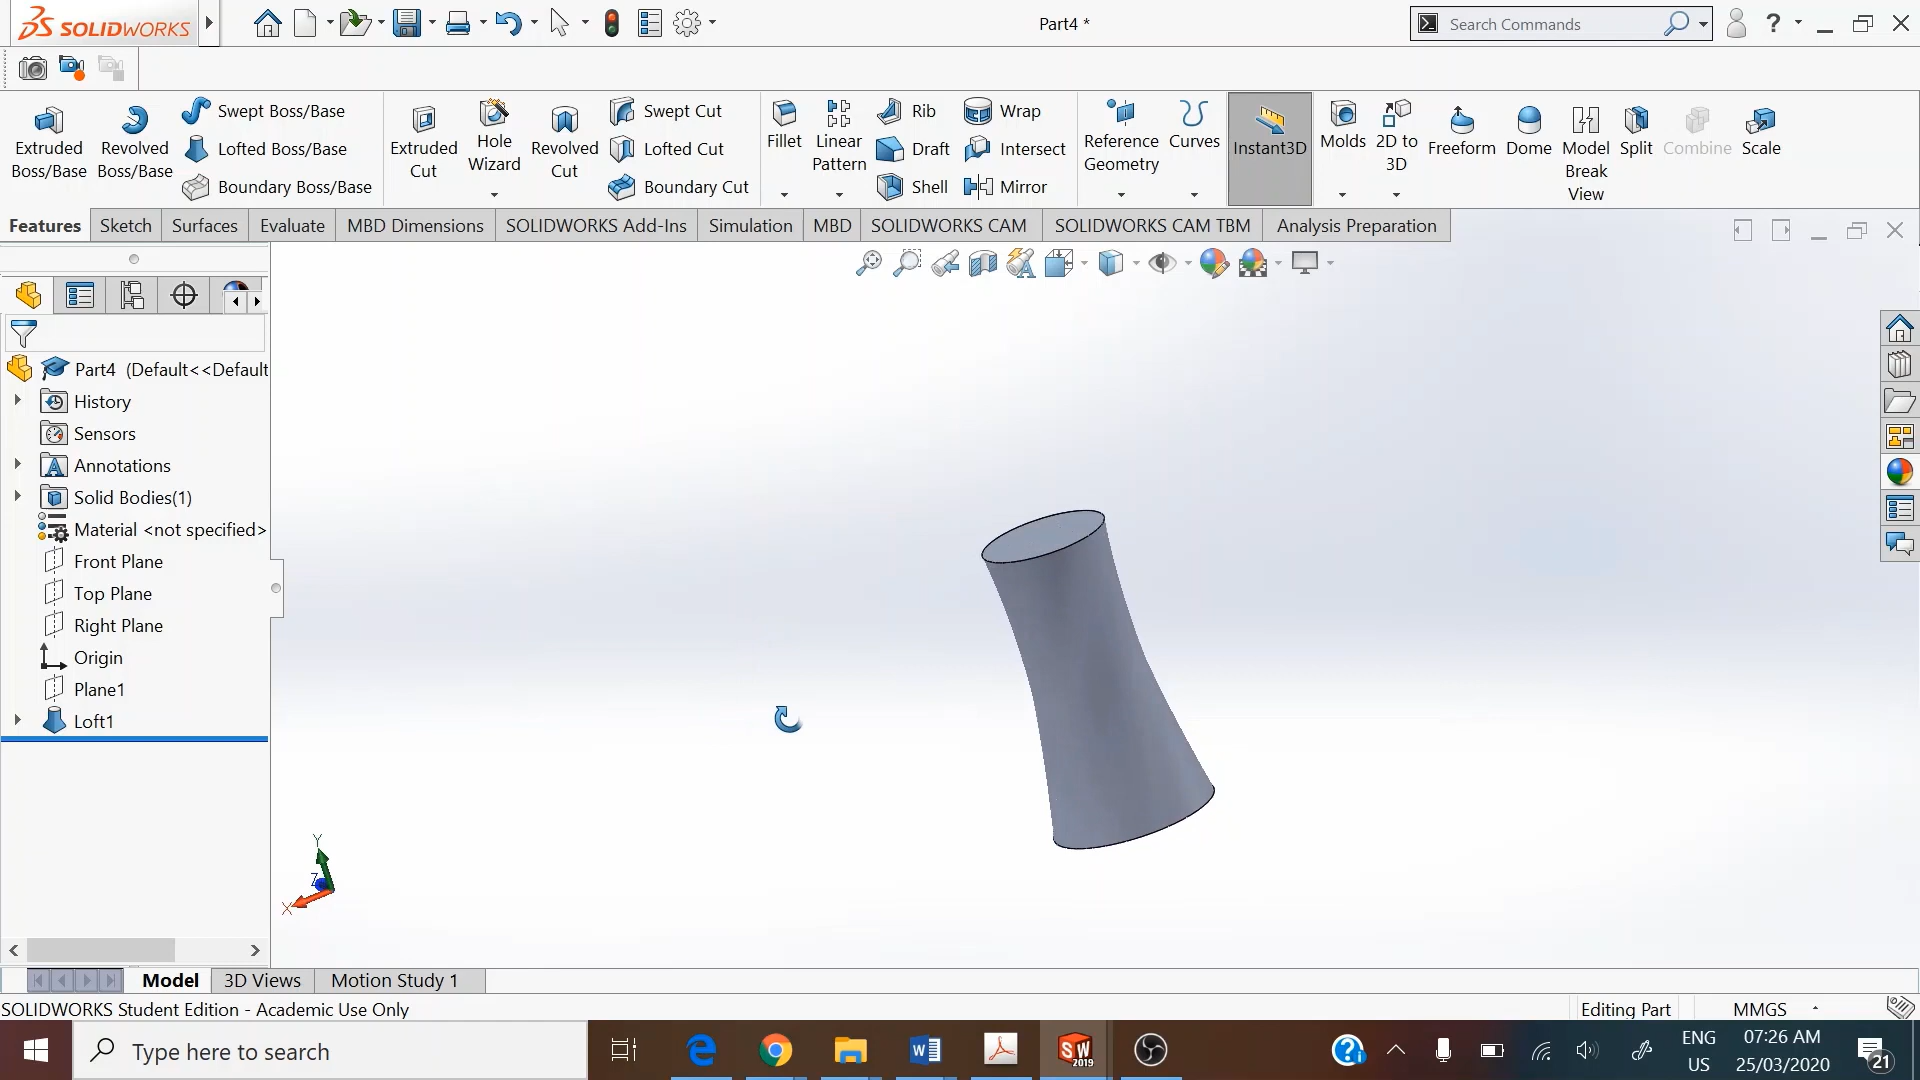 SOLIDWORKS
Part4 *
Search Commands
?
Extruded Boss/Base
Revolved Boss/Base
Swept Boss/Base
Lofted Boss/Base
Boundary Boss/Base
Extruded Cut
Hole Wizard
Revolved Cut
Swept Cut
Lofted Cut
Boundary Cut
Fillet
Linear Pattern
Rib
Draft
Shell
Wrap
Intersect
Mirror
Reference Geometry
Curves
Instant3D
Molds
2D to 3D
Freeform
Dome
Model Break View
Split
Combine
Scale
Features
Sketch
Surfaces
Evaluate
MBD Dimensions
SOLIDWORKS Add-Ins
Simulation
MBD
SOLIDWORKS CAM
SOLIDWORKS CAM TBM
Analysis Preparation
Part4 (Default<<Default
History
Sensors
Annotations
Solid Bodies(1)
Material <not specified>
Front Plane
Top Plane
Right Plane
Origin
Plane1
Loft1
Y
Z
X
Model
3D Views
Motion Study 1
SOLIDWORKS Student Edition - Academic Use Only
Editing Part
MMGS
Type here to search
SW 2019
ENG
US
07:26 AM
25/03/2020
21